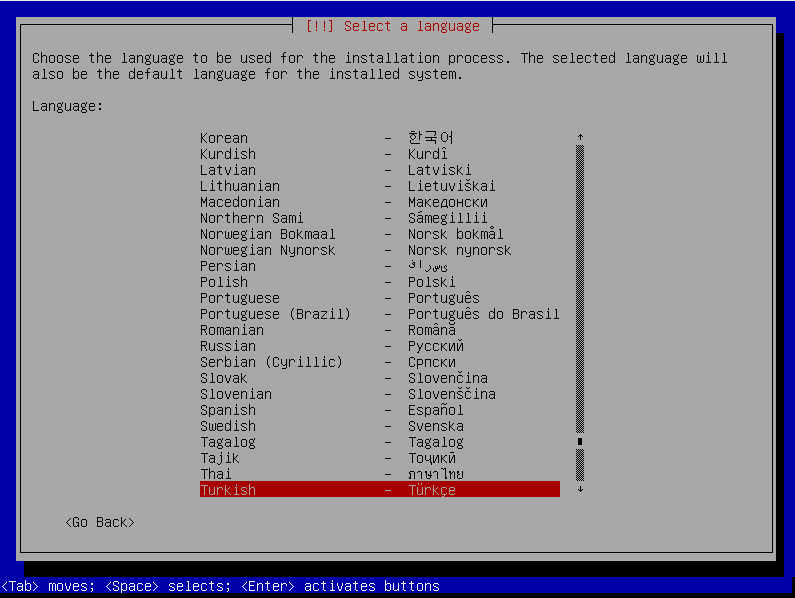 [!!] Select a language
Choose the language to be used for the installation process. The selected language will
also be the default language for the installed system.
Language:
Korean - 한국어
Kurdish - Kurdî
Latvian - Latviski
Lithuanian - Lietuviškai
Macedonian - Македонски
Northern Sami - Sámegillii
Norwegian Bokmaal - Norsk bokmål
Norwegian Nynorsk - Norsk nynorsk
Persian - ﻰﺳراﻓ
Polish - Polski
Portuguese - Português
Portuguese (Brazil) - Português do Brasil
Romanian - Română
Russian - Русский
Serbian (Cyrillic) - Српски
Slovak - Slovenčina
Slovenian - Slovenščina
Spanish - Español
Swedish - Svenska
Tagalog - Tagalog
Tajik - Тоҷикӣ
Thai - ภาษาไทย
Turkish - Türkçe
<Go Back>
<Tab> moves; <Space> selects; <Enter> activates buttons